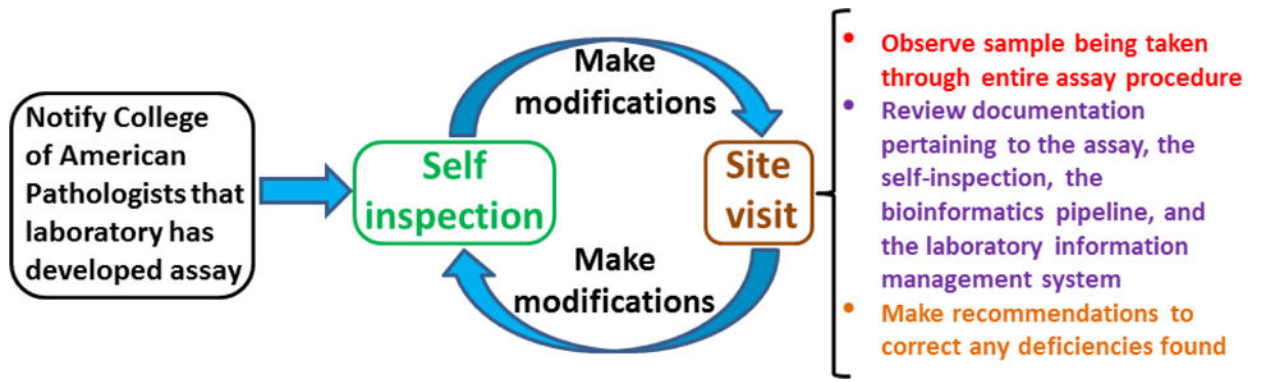 Notify College
of American
Pathologists that
laboratory has
developed assay
Self
inspection
Make
modifications
Make
modifications
Site
visit
• Observe sample being taken
through entire assay procedure
• Review documentation
pertaining to the assay, the
self-inspection, the
bioinformatics pipeline, and
the laboratory information
management system
• Make recommendations to
correct any deficiencies found